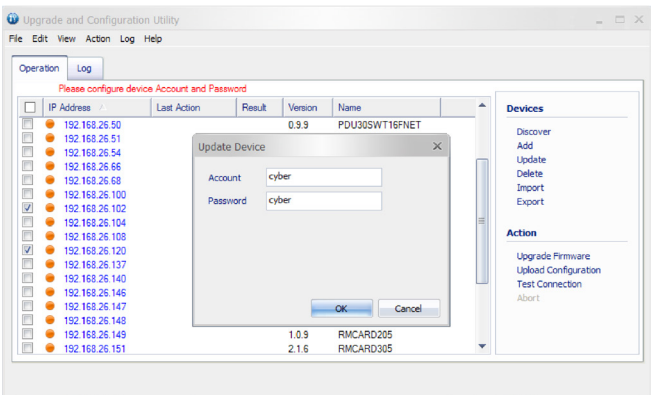 Upgrade and Configuration Utility
File Edit View Action Log Help
Operation Log
Please configure device Account and Password
IP Address Last Action Result Version Name
192.168.26.50 0.9.9 PDU30SWT16FNET
192.168.26.51
192.168.26.54
192.168.26.66
192.168.26.68
192.168.26.100
192.168.26.102
192.168.26.104
192.168.26.108
192.168.26.120
192.168.26.137
192.168.26.140
192.168.26.146
192.168.26.147
192.168.26.148
192.168.26.149 1.0.9 RMCARD205
192.168.26.151 2.1.6 RMCARD305
Update Device
Account cyber
Password cyber
OK Cancel
Devices
Discover
Add
Update
Delete
Import
Export
Action
Upgrade Firmware
Upload Configuration
Test Connection
Abort